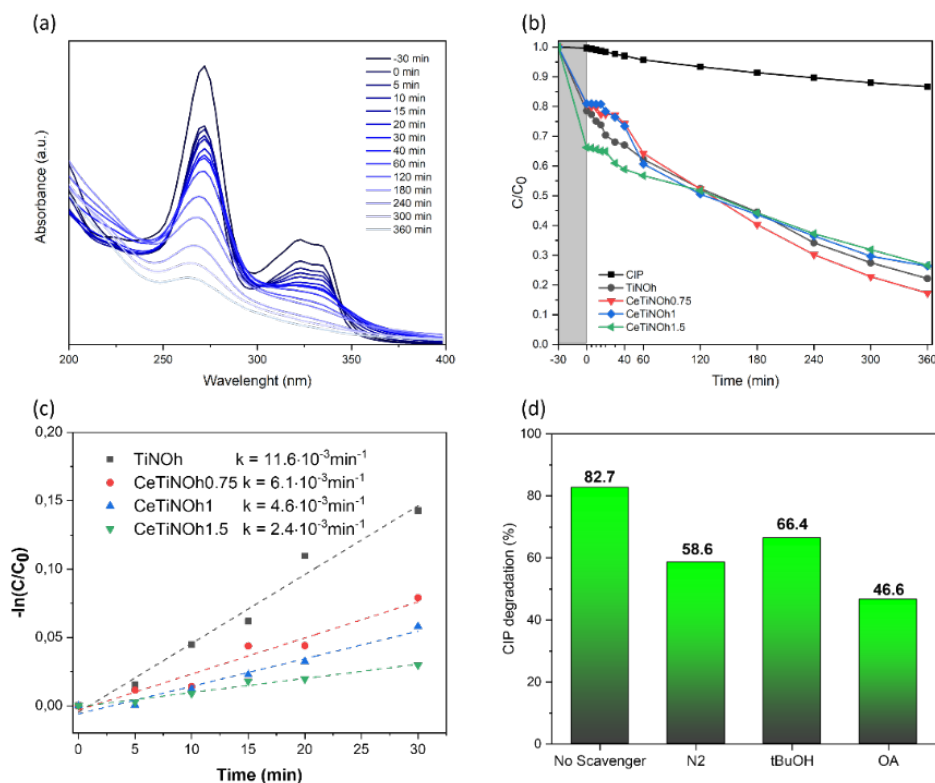 (a)
Absorbance (a.u.)
-30 min
0 min
5 min
10 min
15 min
20 min
30 min
40 min
60 min
120 min
180 min
240 min
300 min
360 min
200 250 300 350 400
Wavelenght (nm)
(b)
C/C0
1.0
0.9
0.8
0.7
0.6
0.5
0.4
0.3
0.2
0.1
0.0
CIP
TiNOh
CeTiNOh0.75
CeTiNOh1
CeTiNOh1.5
-30 0 20 40 60 120 180 240 300 360
Time (min)
(c)
-ln(C/C0)
0,20
0,15
0,10
0,05
0,00
TiNOh k = 11.6·10-3min-1
CeTiNOh0.75 k = 6.1·10-3min-1
CeTiNOh1 k = 4.6·10-3min-1
CeTiNOh1.5 k = 2.4·10-3min-1
0 5 10 15 20 25 30
Time (min)
(d)
CIP degradation (%)
100
80
60
40
20
0
82.7
58.6
66.4
46.6
No Scavenger N2 tBuOH OA